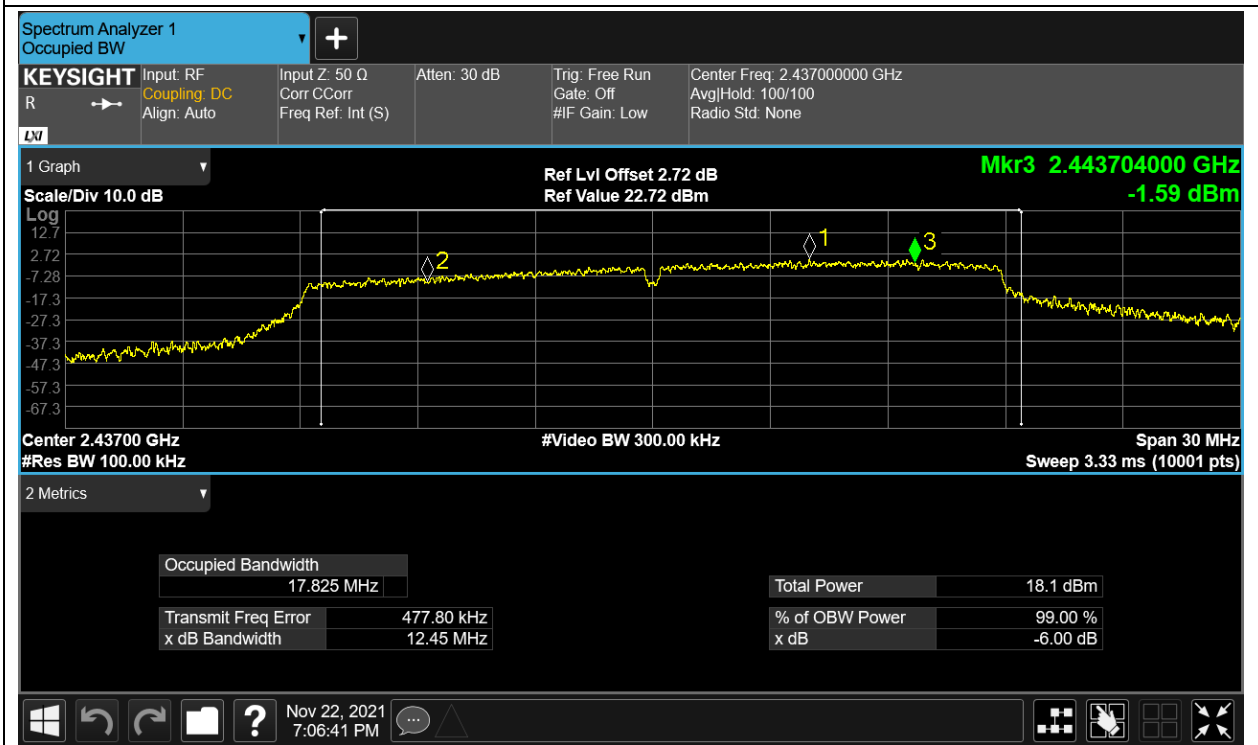 Spectrum Analyzer 1
Occupied BW
KEYSIGHT
R
LXI
Input: RF
Coupling: DC
Align: Auto
Input Z: 50 Ω
Corr CCorr
Freq Ref: Int (S)
Atten: 30 dB
Trig: Free Run
Gate: Off
#IF Gain: Low
Center Freq: 2.437000000 GHz
Avg|Hold: 100/100
Radio Std: None
1 Graph
Scale/Div 10.0 dB
Ref Lvl Offset 2.72 dB
Ref Value 22.72 dBm
Mkr3 2.443704000 GHz
-1.59 dBm
Log
12.7
2.72
-7.28
-17.3
-27.3
-37.3
-47.3
-57.3
-67.3
2
1
3
Center 2.43700 GHz
#Res BW 100.00 kHz
#Video BW 300.00 kHz
Span 30 MHz
Sweep 3.33 ms (10001 pts)
2 Metrics
Occupied Bandwidth
17.825 MHz
Transmit Freq Error 477.80 kHz
x dB Bandwidth 12.45 MHz
Total Power 18.1 dBm
% of OBW Power 99.00 %
x dB -6.00 dB
?
Nov 22, 2021
7:06:41 PM